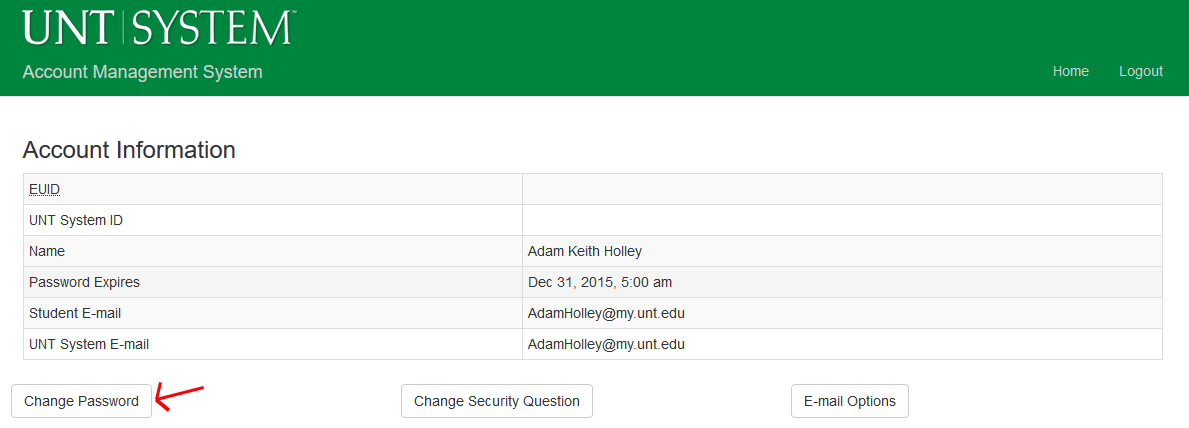 UNT | SYSTEM™
Account Management System
Home Logout
Account Information
EUID
UNT System ID
Name Adam Keith Holley
Password Expires Dec 31, 2015, 5:00 am
Student E-mail AdamHolley@my.unt.edu
UNT System E-mail AdamHolley@my.unt.edu
Change Password Change Security Question E-mail Options